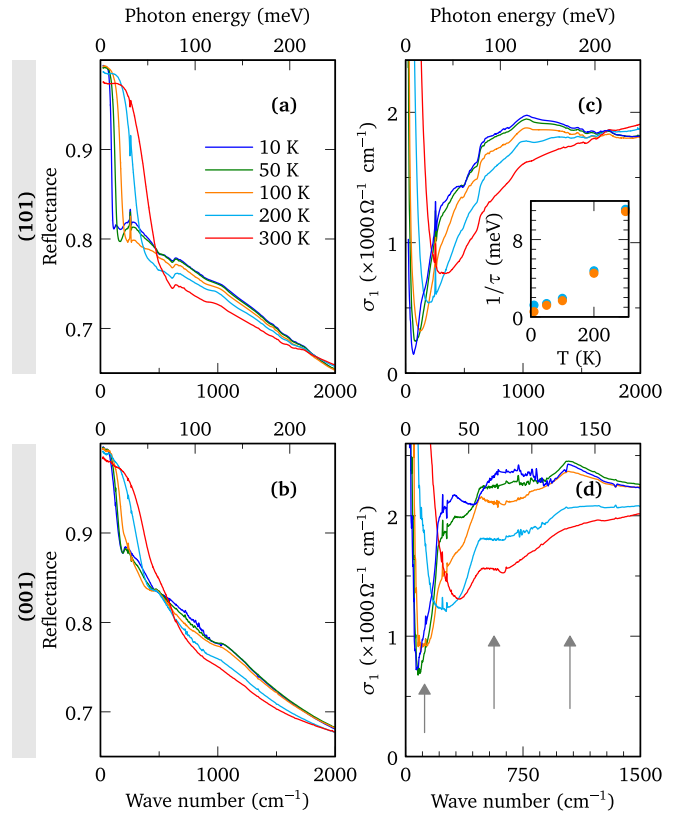 Photon energy (meV)
Photon energy (meV)
0 100 200
0 100 200
(101)
Reflectance
0.9
0.8
0.7
(a)
10 K
50 K
100 K
200 K
300 K
0 1000 2000
σ₁ (×1000 Ω⁻¹ cm⁻¹)
2
1
0
(c)
1/τ (meV)
8
0
200
T (K)
0 1000 2000
0 100 200
0 50 100 150
(001)
Reflectance
0.9
0.8
0.7
(b)
0 1000 2000
Wave number (cm⁻¹)
σ₁ (×1000 Ω⁻¹ cm⁻¹)
2
1
0
(d)
0 750 1500
Wave number (cm⁻¹)